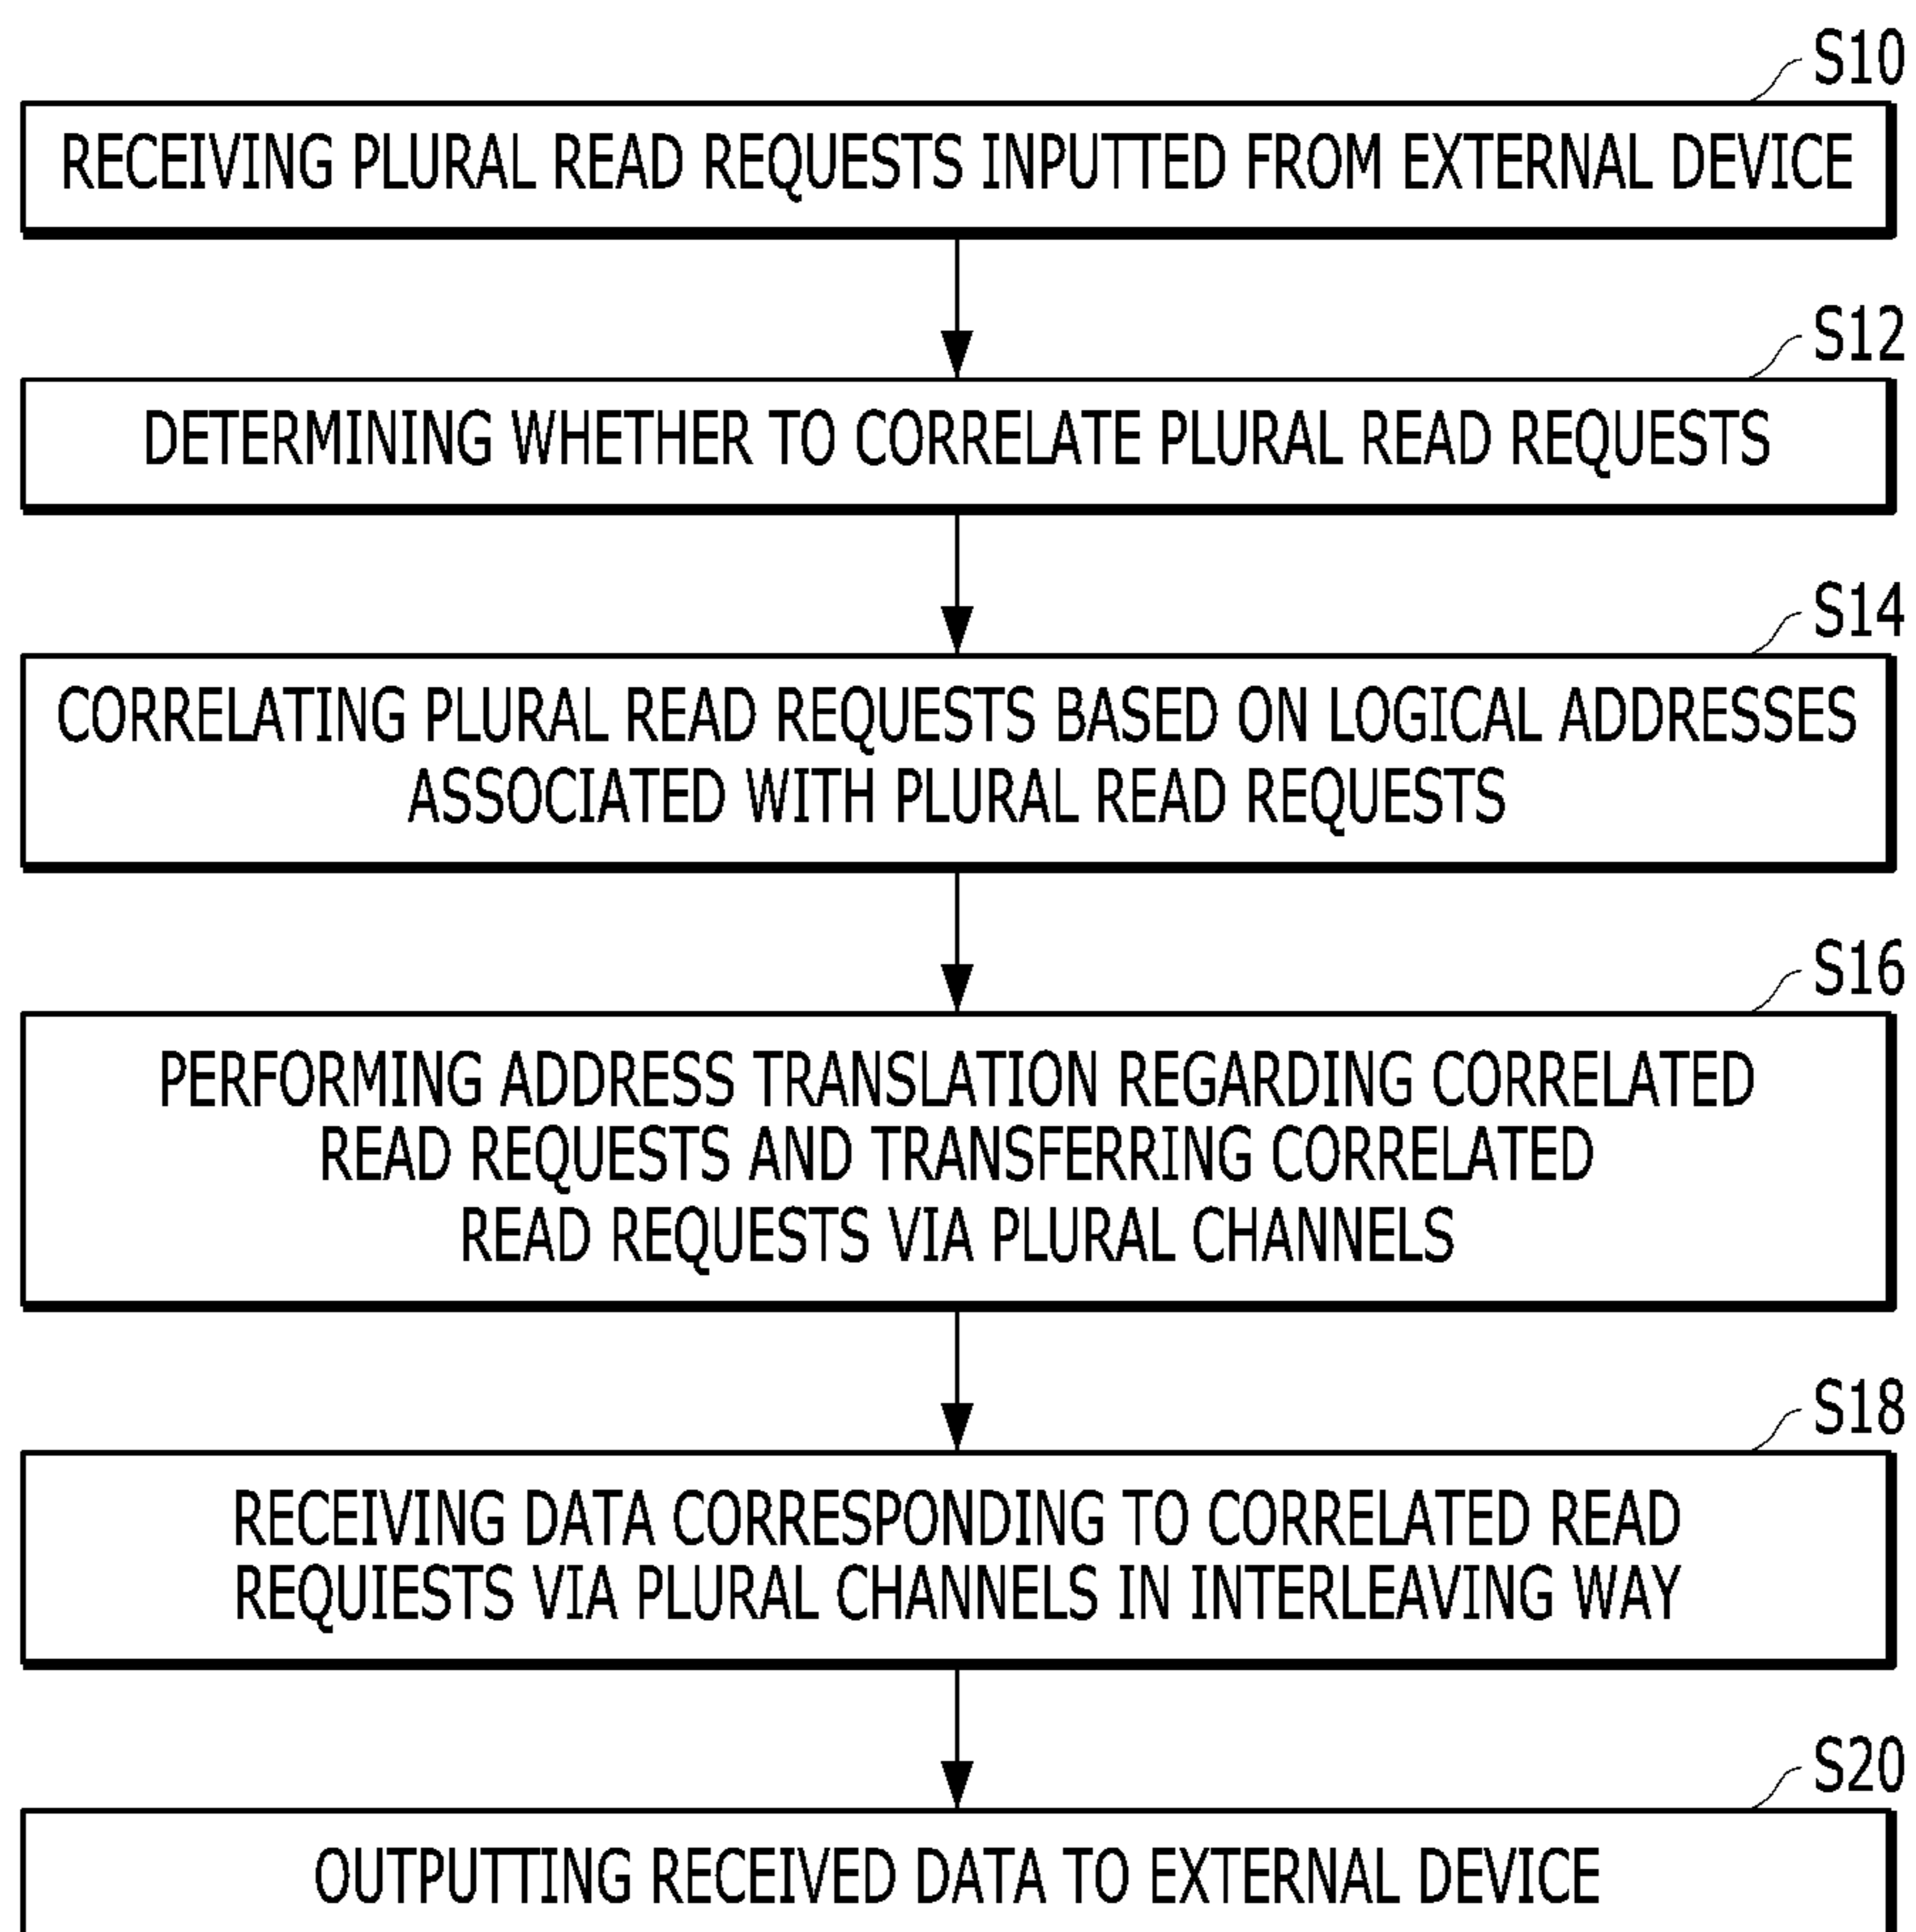 S10
RECEIVING PLURAL READ REQUESTS INPUTTED FROM EXTERNAL DEVICE
S12
DETERMINING WHETHER TO CORRELATE PLURAL READ REQUESTS
S14
CORRELATING PLURAL READ REQUESTS BASED ON LOGICAL ADDRESSES
ASSOCIATED WITH PLURAL READ REQUESTS
S16
PERFORMING ADDRESS TRANSLATION REGARDING CORRELATED
READ REQUESTS AND TRANSFERRING CORRELATED
READ REQUESTS VIA PLURAL CHANNELS
S18
RECEIVING DATA CORRESPONDING TO CORRELATED READ
REQUIESTS VIA PLURAL CHANNELS IN INTERLEAVING WAY
S20
OUTPUTTING RECEIVED DATA TO EXTERNAL DEVICE